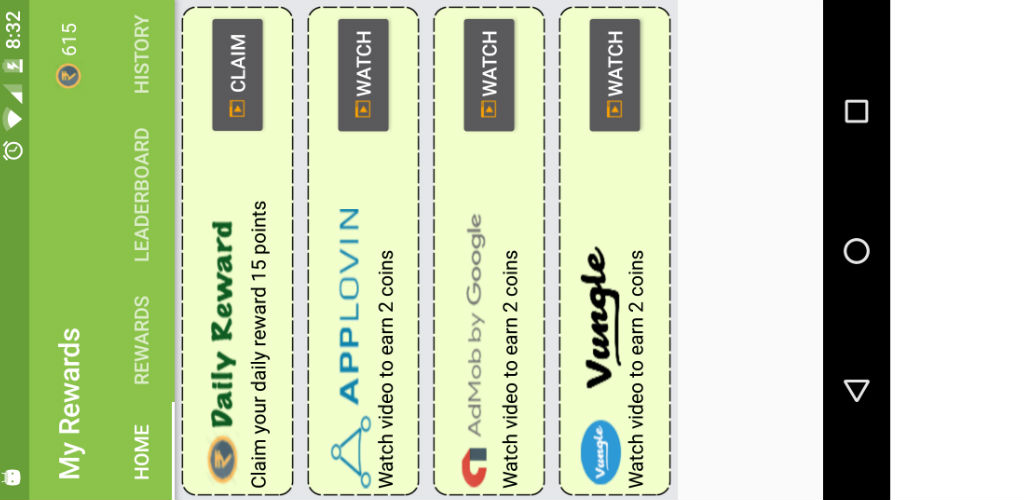 8:32
My Rewards
615
HOME REWARDS LEADERBOARD HISTORY
Daily Reward
Claim your daily reward 15 points
CLAIM
APPLOVIN
Watch video to earn 2 coins
WATCH
AdMob by Google
Watch video to earn 2 coins
WATCH
Vungle
Vungle
Watch video to earn 2 coins
WATCH